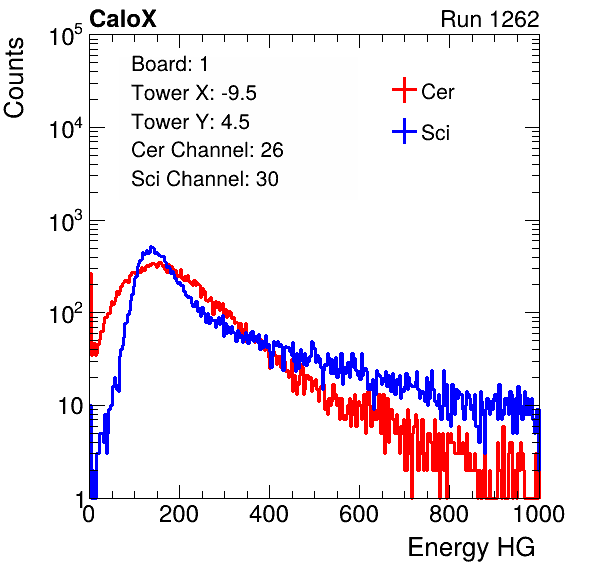 CaloX Run 1262
Counts
Board: 1
Tower X: -9.5
Tower Y: 4.5
Cer Channel: 26
Sci Channel: 30
Cer
Sci
10^5
10^4
10^3
10^2
10
1
0 200 400 600 800 1000
Energy HG